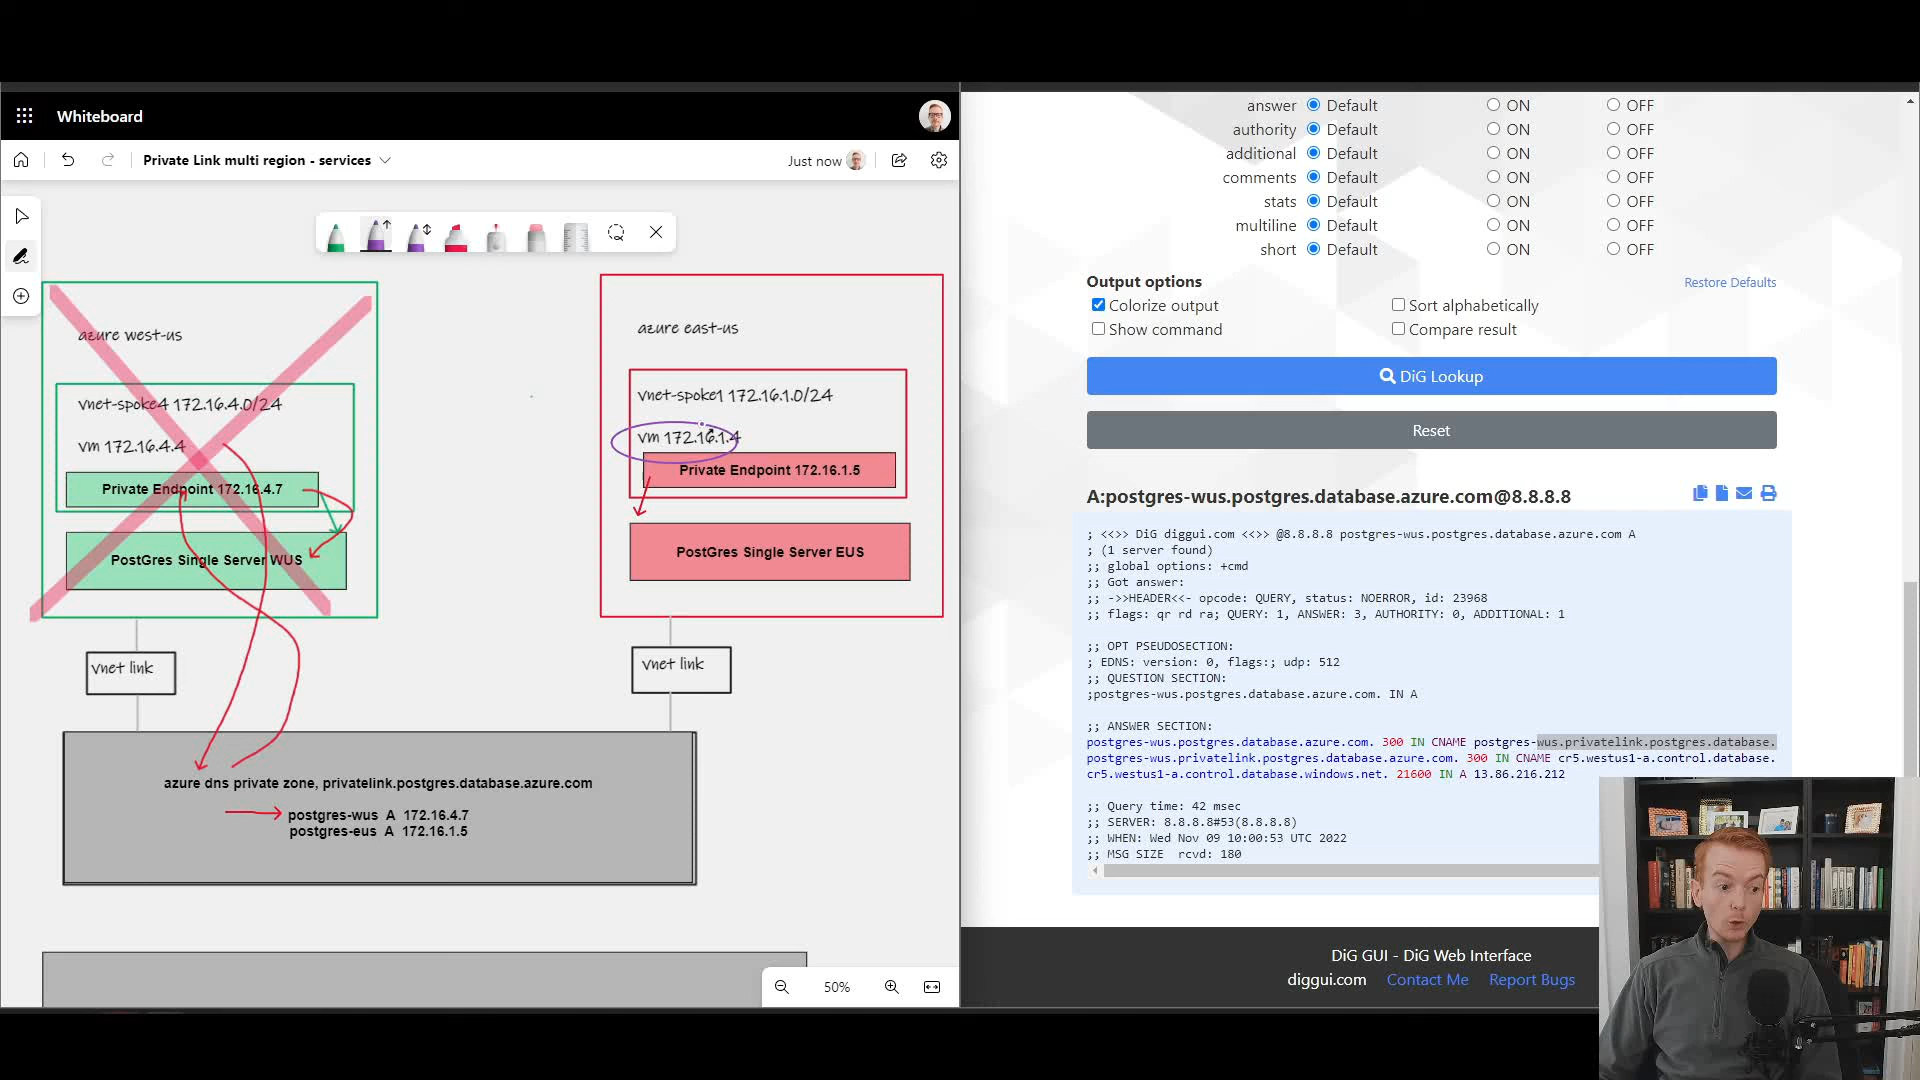 Whiteboard
Private Link multi region - services
Just now
azure west-us
vnet-spoke4 172.16.4.0/24
vm 172.16.4.4
Private Endpoint 172.16.4.7
PostGres Single Server WUS
vnet link
azure east-us
vnet-spoke1 172.16.1.0/24
vm 172.16.1.4
Private Endpoint 172.16.1.5
PostGres Single Server EUS
vnet link
azure dns private zone, privatelink.postgres.database.azure.com
postgres-wus A 172.16.4.7
postgres-eus A 172.16.1.5
50%
answer Default ON OFF
authority Default ON OFF
additional Default ON OFF
comments Default ON OFF
stats Default ON OFF
multiline Default ON OFF
short Default ON OFF
Output options Restore Defaults
Colorize output Sort alphabetically
Show command Compare result
DiG Lookup
Reset
A:postgres-wus.postgres.database.azure.com@8.8.8.8
; <<>> DiG diggui.com <<>> @8.8.8.8 postgres-wus.postgres.database.azure.com A
; (1 server found)
;; global options: +cmd
;; Got answer:
;; ->>HEADER<<- opcode: QUERY, status: NOERROR, id: 23968
;; flags: qr rd ra; QUERY: 1, ANSWER: 3, AUTHORITY: 0, ADDITIONAL: 1
;; OPT PSEUDOSECTION:
; EDNS: version: 0, flags:; udp: 512
;; QUESTION SECTION:
;postgres-wus.postgres.database.azure.com. IN A
;; ANSWER SECTION:
postgres-wus.postgres.database.azure.com. 300 IN CNAME postgres-wus.privatelink.postgres.database.
postgres-wus.privatelink.postgres.database.azure.com. 300 IN CNAME cr5.westus1-a.control.database.
cr5.westus1-a.control.database.windows.net. 21600 IN A 13.86.216.212
;; Query time: 42 msec
;; SERVER: 8.8.8.8#53(8.8.8.8)
;; WHEN: Wed Nov 09 10:00:53 UTC 2022
;; MSG SIZE rcvd: 180
DiG GUI - DiG Web Interface
diggui.com Contact Me Report Bugs